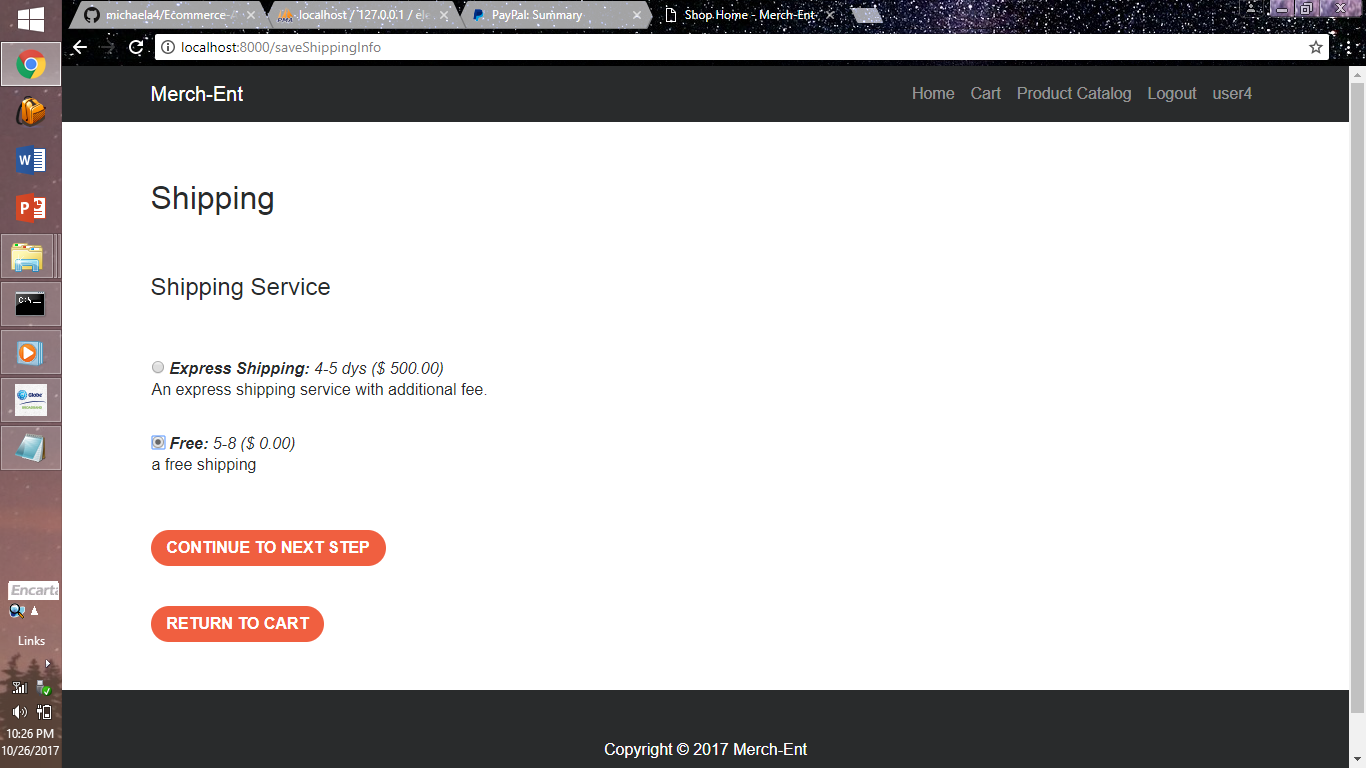 michaela4/Ecommerce-
localhost / 127.0.0.1 /
PayPal: Summary
Shop Home - Merch-Ent
localhost:8000/saveShippingInfo
Merch-Ent
Home Cart Product Catalog Logout user4
Shipping
Shipping Service
Express Shipping: 4-5 dys ($ 500.00)
An express shipping service with additional fee.
Free: 5-8 ($ 0.00)
a free shipping
CONTINUE TO NEXT STEP
RETURN TO CART
Copyright © 2017 Merch-Ent
PMA
W
P
C:\
Globe
Encarta
Links
10:26 PM
10/26/2017